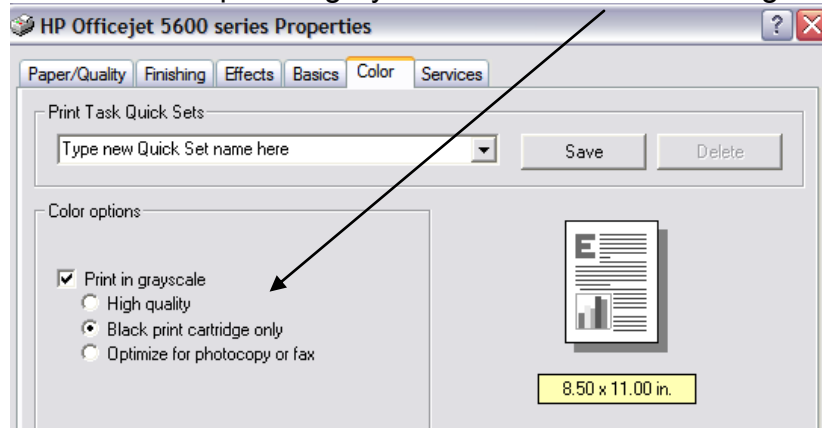 HP Officejet 5600 series Properties
Paper/Quality Finishing Effects Basics Color Services
Print Task Quick Sets
Type new Quick Set name here Save Delete
Color options
Print in grayscale
High quality
Black print cartridge only
Optimize for photocopy or fax
E
8.50 x 11.00 in.